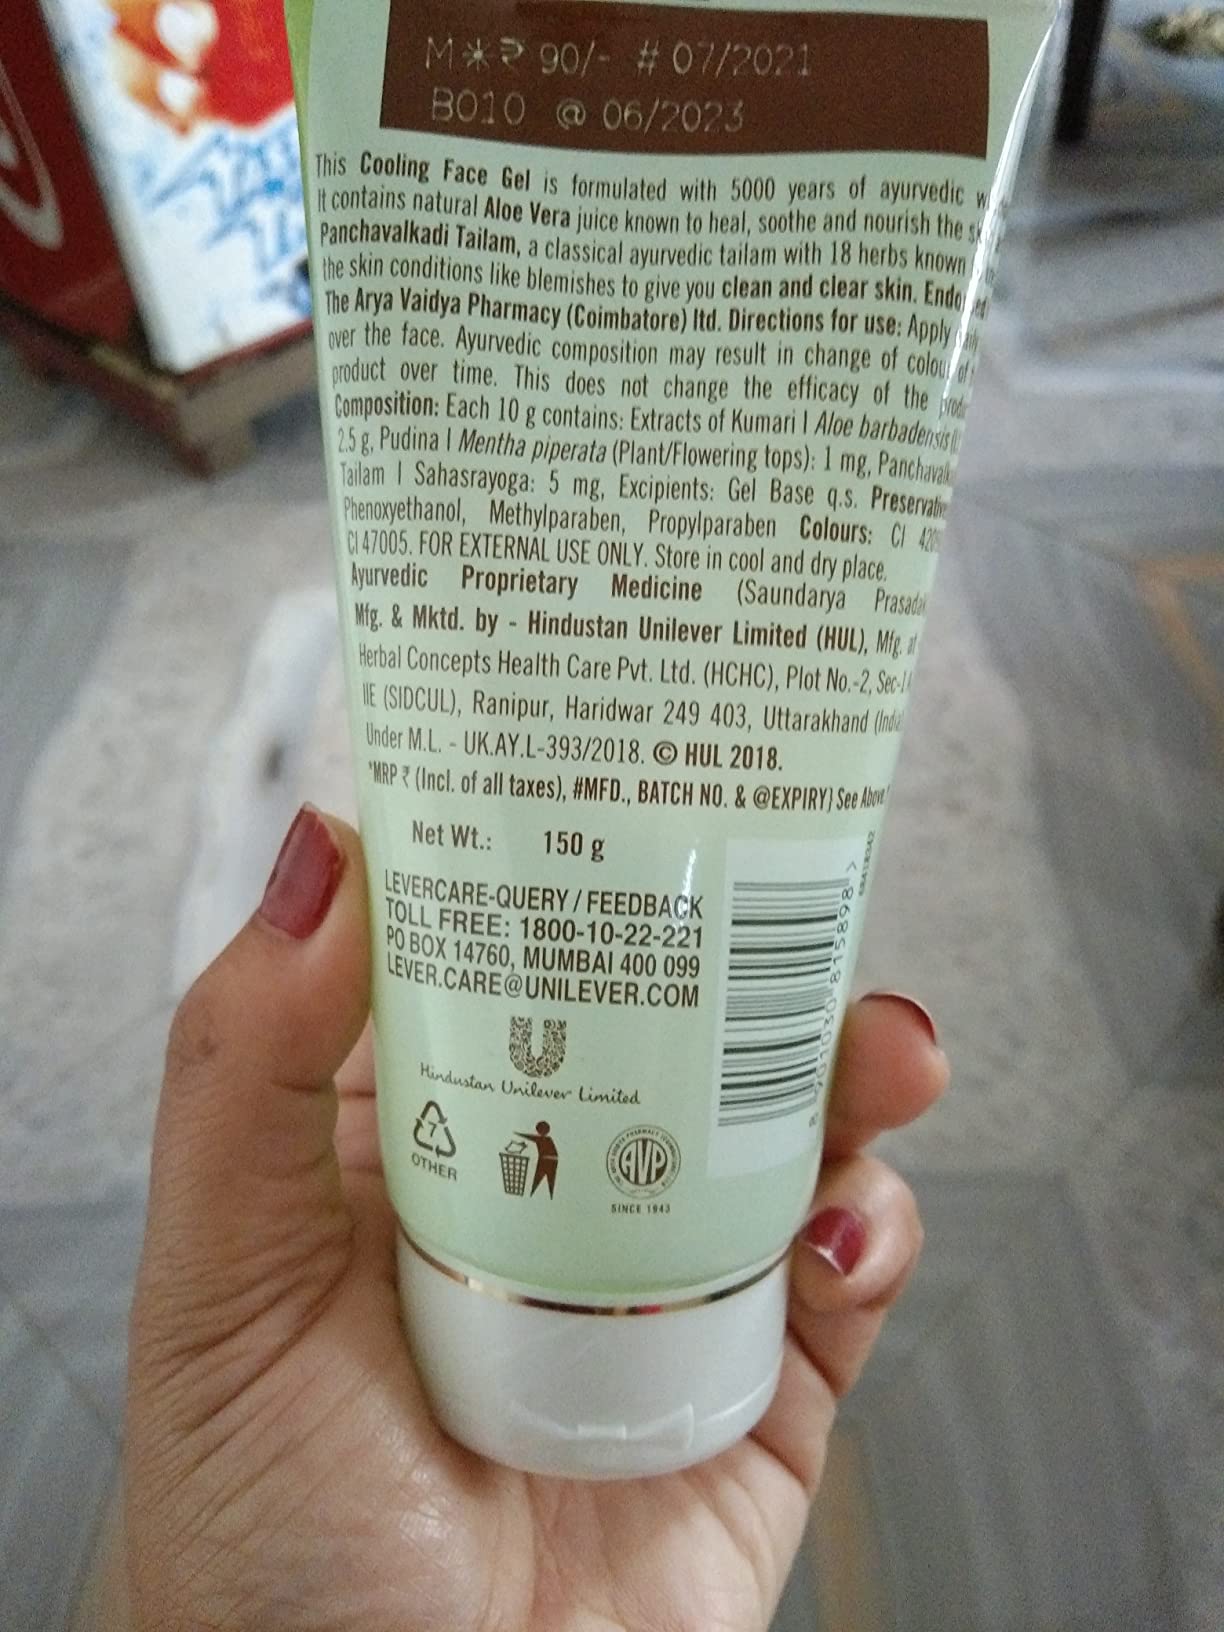 M*₹ 90/- # 07/2021
B010 @ 06/2023
This Cooling Face Gel is formulated with 5000 years of ayurvedic
It contains natural Aloe Vera juice known to heal, soothe and nourish the
Panchavalkadi Tailam, a classical ayurvedic tailam with 18 herbs known
the skin conditions like blemishes to give you clean and clear skin.
The Arya Vaidya Pharmacy (Coimbatore) ltd. Directions for use: Apply
over the face. Ayurvedic composition may result in change of colour of
product over time. This does not change the efficacy of the
Composition: Each 10 g contains: Extracts of Kumari | Aloe barbadensis
2.5 g, Pudina | Mentha piperata (Plant/Flowering tops): 1 mg,
Tailam | Sahasrayoga: 5 mg, Excipients: Gel Base q.s.
Phenoxyethanol, Methylparaben, Propylparaben Colours: CI
CI 47005. FOR EXTERNAL USE ONLY. Store in cool and dry place.
Ayurvedic Proprietary Medicine (Saundarya
Mfg. & Mktd. by - Hindustan Unilever Limited (HUL), Mfg. at
Herbal Concepts Health Care Pvt. Ltd. (HCHC), Plot No.-2,
IIE (SIDCUL), Ranipur, Haridwar 249 403, Uttarakhand
Under M.L. - UK.AY.L-393/2018. © HUL 2018.
*MRP ₹ (Incl. of all taxes), #MFD., BATCH NO. & @EXPIRY} See Above
Net Wt.: 150 g
LEVERCARE-QUERY / FEEDBACK
TOLL FREE: 1800-10-22-221
PO BOX 14760, MUMBAI 400 099
LEVER.CARE@UNILEVER.COM
8 901030 815898 >
68418342
Hindustan Unilever Limited
7
OTHER
AVP
SINCE 1943